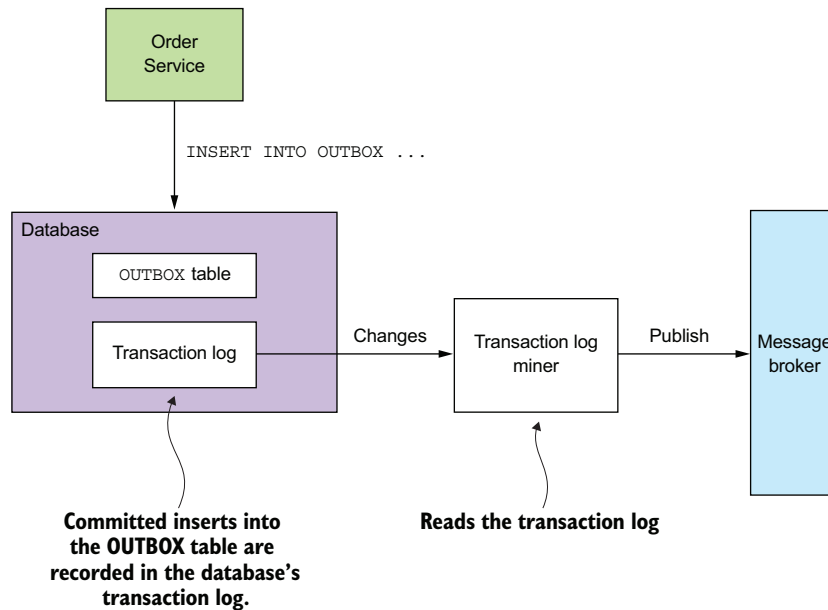 Order
Service
INSERT INTO OUTBOX ...
Database
OUTBOX table
Transaction log
Changes
Transaction log
miner
Publish
Message
broker
Committed inserts into
the OUTBOX table are
recorded in the database's
transaction log.
Reads the transaction log